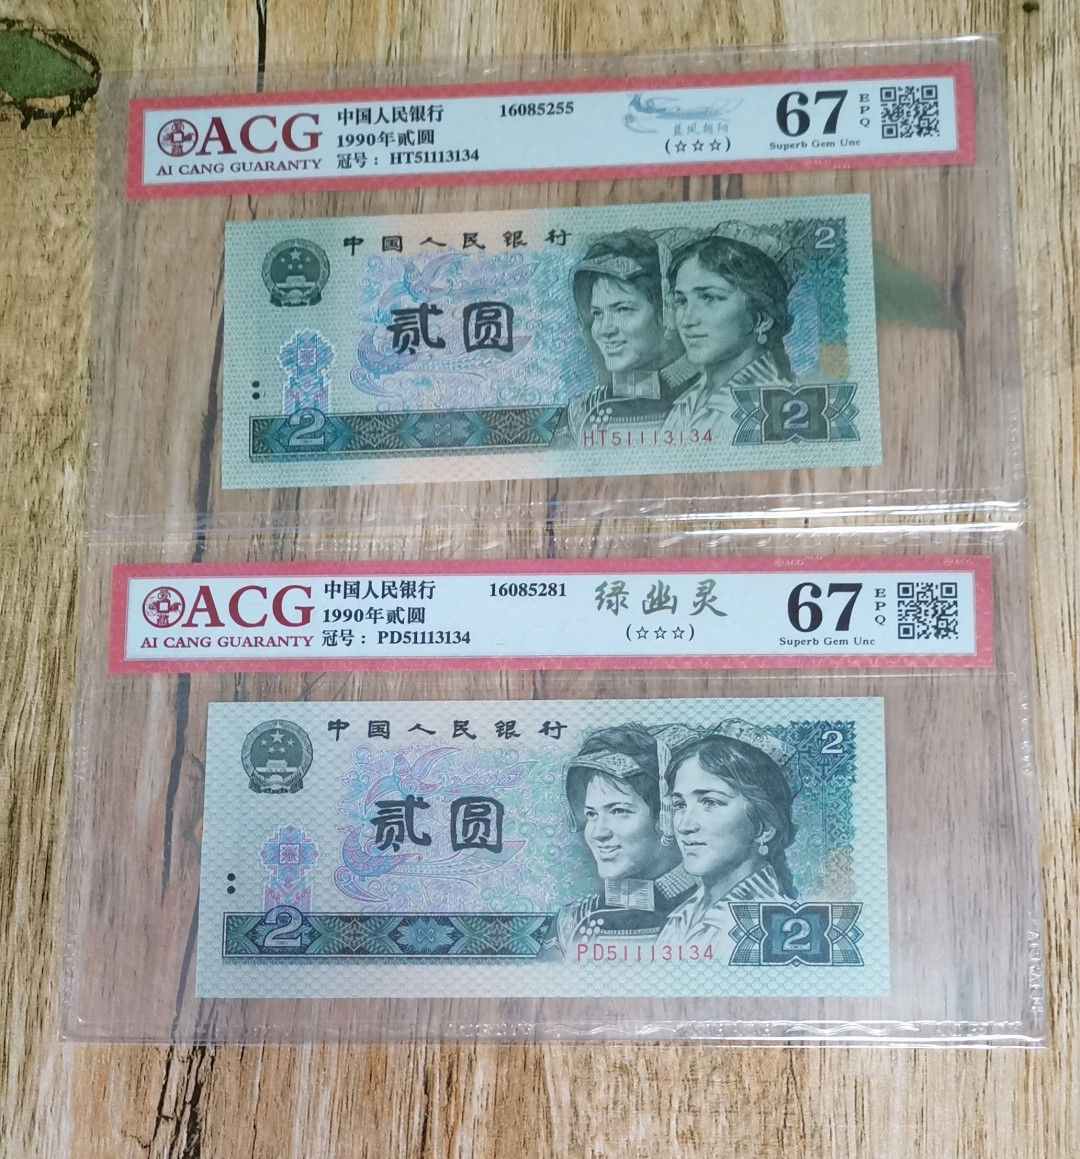 ACG
AI CANG GUARANTY
中国人民银行
1990年贰圆
冠号： HT51113134
16085255
(☆☆☆)
67
EPQ
Superb Gem Unc
中国人民银行
2
贰圆
2
HT51113134
2
ACG
AI CANG GUARANTY
中国人民银行
1990年贰圆
冠号： PD51113134
16085281
绿幽灵
(☆☆☆)
67
EPQ
Superb Gem Unc
中国人民银行
2
贰圆
2
PD51113134
2